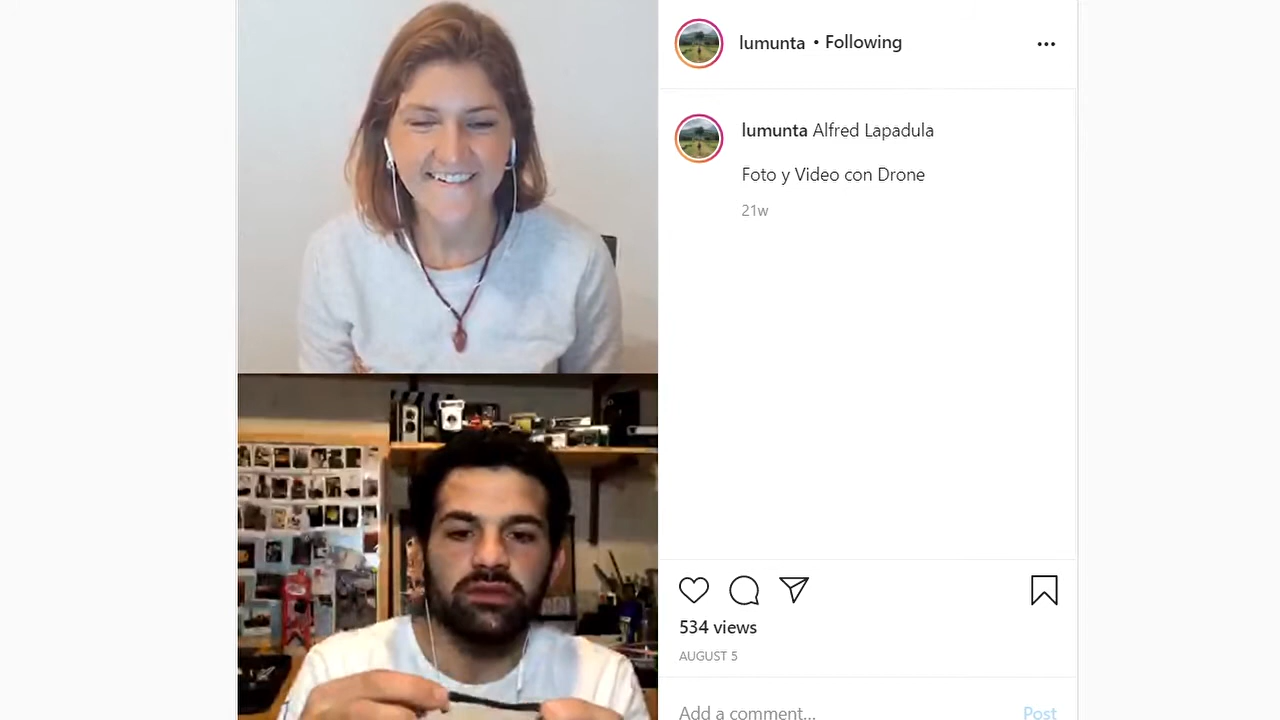 lumunta • Following
lumunta Alfred Lapadula
Foto y Video con Drone
21w
534 views
AUGUST 5
Add a comment...
Post